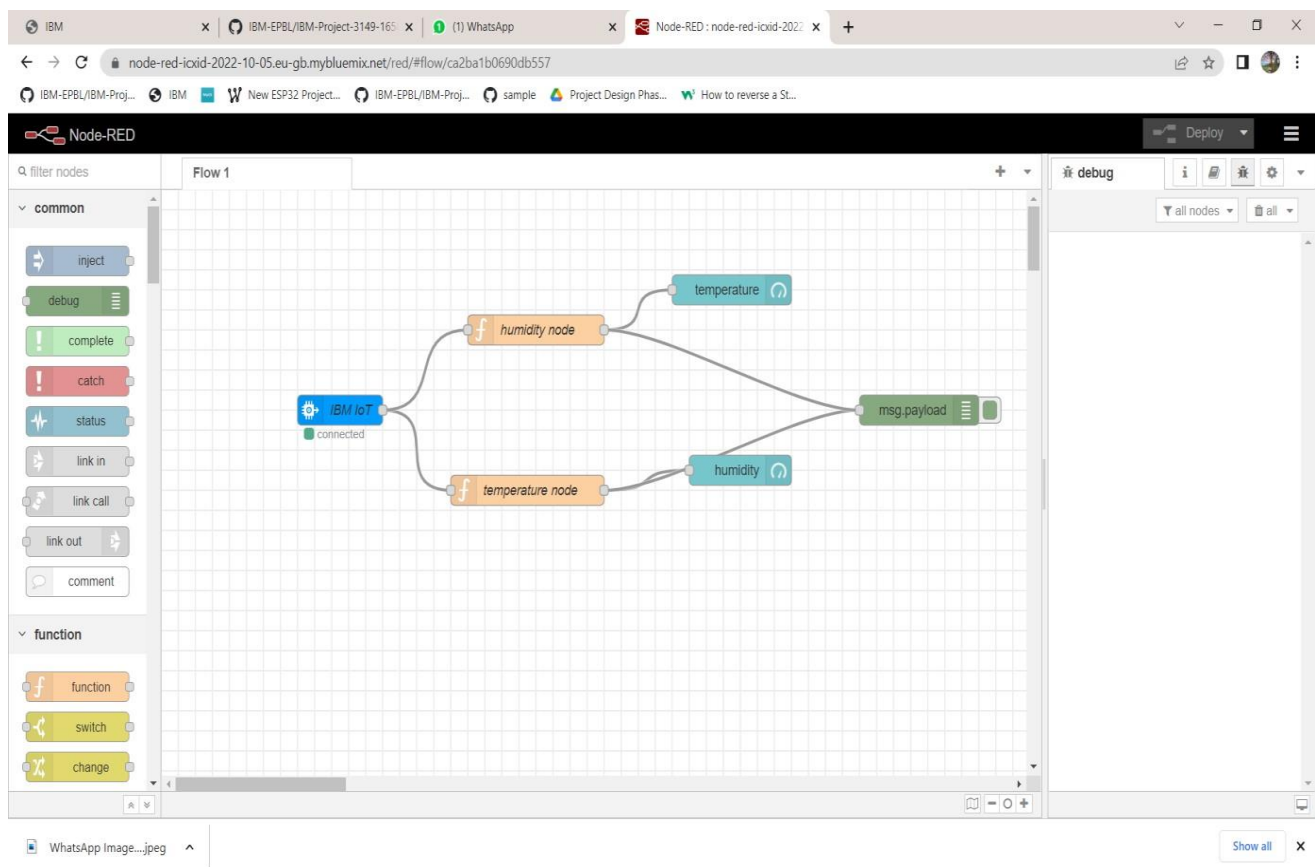 IBM
IBM-EPBL/IBM-Project-3149-165
(1) WhatsApp
Node-RED : node-red-icxid-2022
node-red-icxid-2022-10-05.eu-gb.mybluemix.net/red/#flow/ca2ba1b0690db557
IBM-EPBL/IBM-Proj... IBM New ESP32 Project... IBM-EPBL/IBM-Proj... sample Project Design Phas... How to reverse a St...
Node-RED Deploy
filter nodes
Flow 1
debug
all nodes all
common
inject
debug
complete
catch
status
link in
link call
link out
comment
function
function
switch
change
temperature
humidity node
IBM IoT
connected
msg.payload
humidity
temperature node
WhatsApp Image....jpeg
Show all